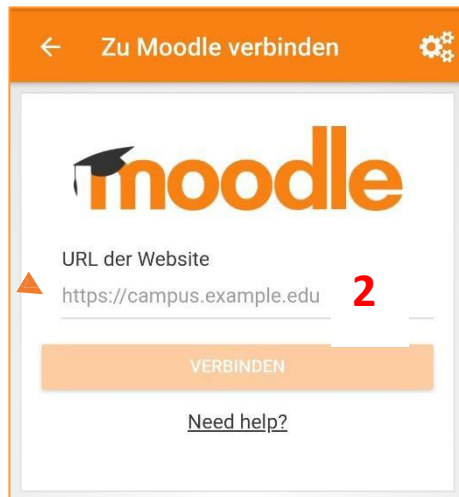 Zu Moodle verbinden
moodle
URL der Website
https://campus.example.edu
2
VERBINDEN
Need help?